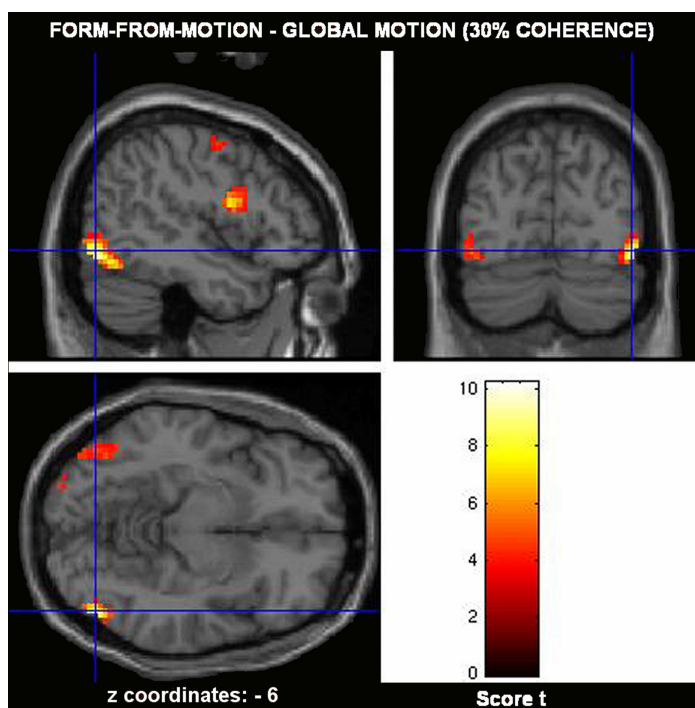 FORM-FROM-MOTION - GLOBAL MOTION (30% COHERENCE)
10
8
6
4
2
0
z coordinates: - 6
Score t